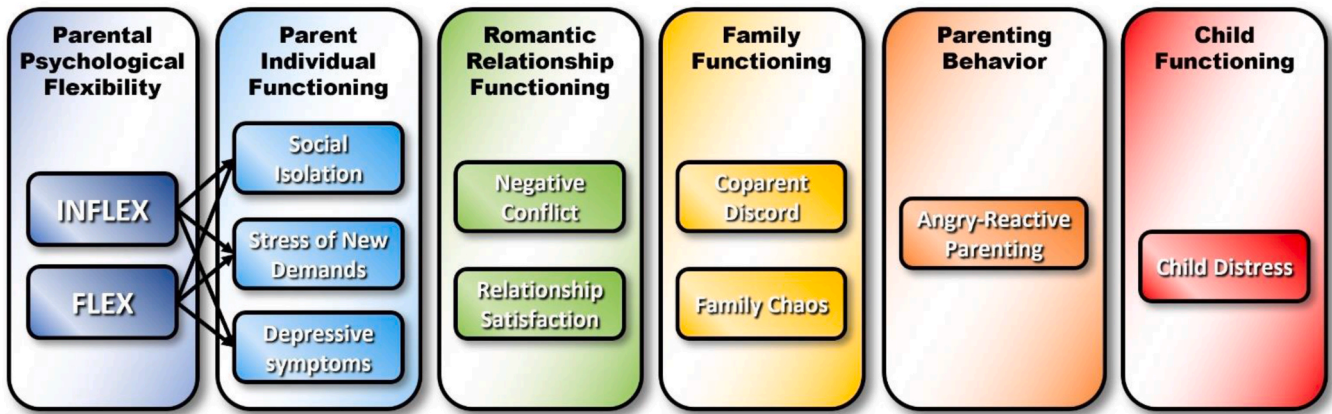 Parental
Psychological
Flexibility
INFLEX
FLEX
Parent
Individual
Functioning
Social
Isolation
Stress of New
Demands
Depressive
symptoms
Romantic
Relationship
Functioning
Negative
Conflict
Relationship
Satisfaction
Family
Functioning
Coparent
Discord
Family Chaos
Parenting
Behavior
Angry-Reactive
Parenting
Child
Functioning
Child Distress